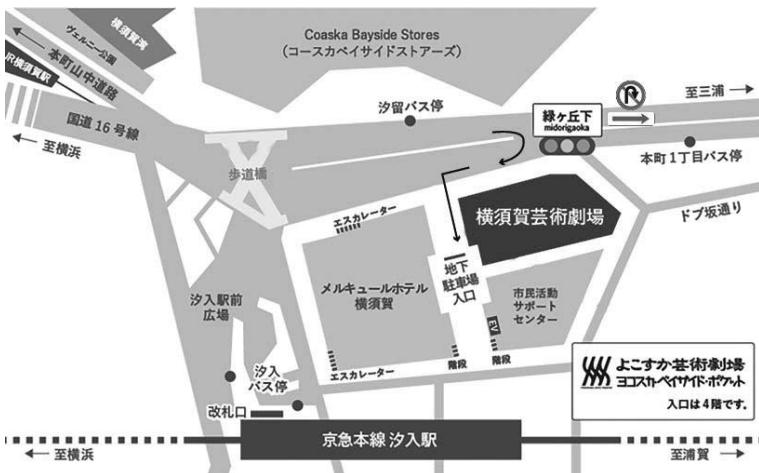 Coaska Bayside Stores
(コースカベイサイドストアーズ)
横須賀湾
ヴェルニー公園
本町山中道路
JR横須賀駅
国道16号線
至横浜
歩道橋
汐留バス停
緑ヶ丘下
midorigaoka
至三浦
本町1丁目バス停
ドブ坂通り
横須賀芸術劇場
エスカレーター
地下
駐車場
入口
メルキュールホテル
横須賀
市民活動
サポート
センター
EV
階段
階段
エスカレーター
汐入駅前
広場
汐入
バス停
改札口
京急本線 汐入駅
至横浜
至浦賀
よこすか芸術劇場
ヨコスカ・ベイサイド・ポケット
入口は4階です。